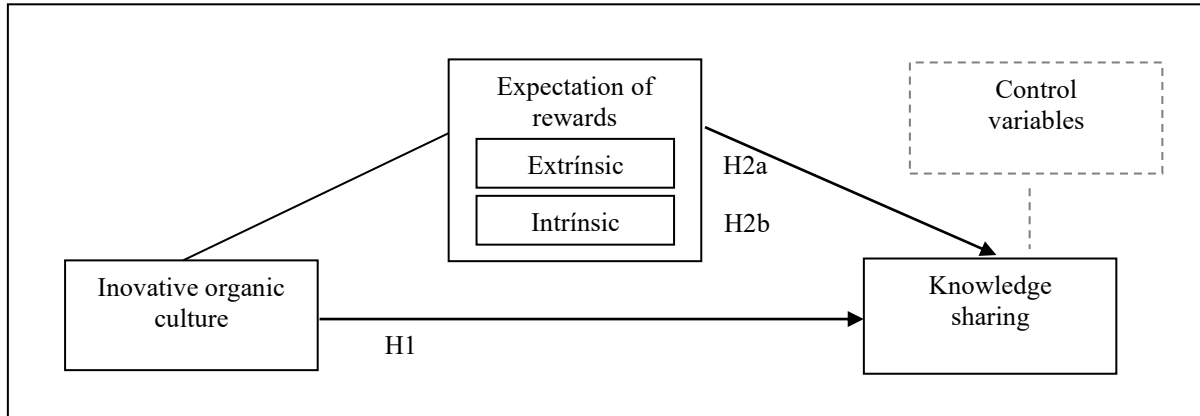 Expectation of
rewards
Extrínsic
Intrínsic
H2a
H2b
Control
variables
Inovative organic
culture
H1
Knowledge
sharing